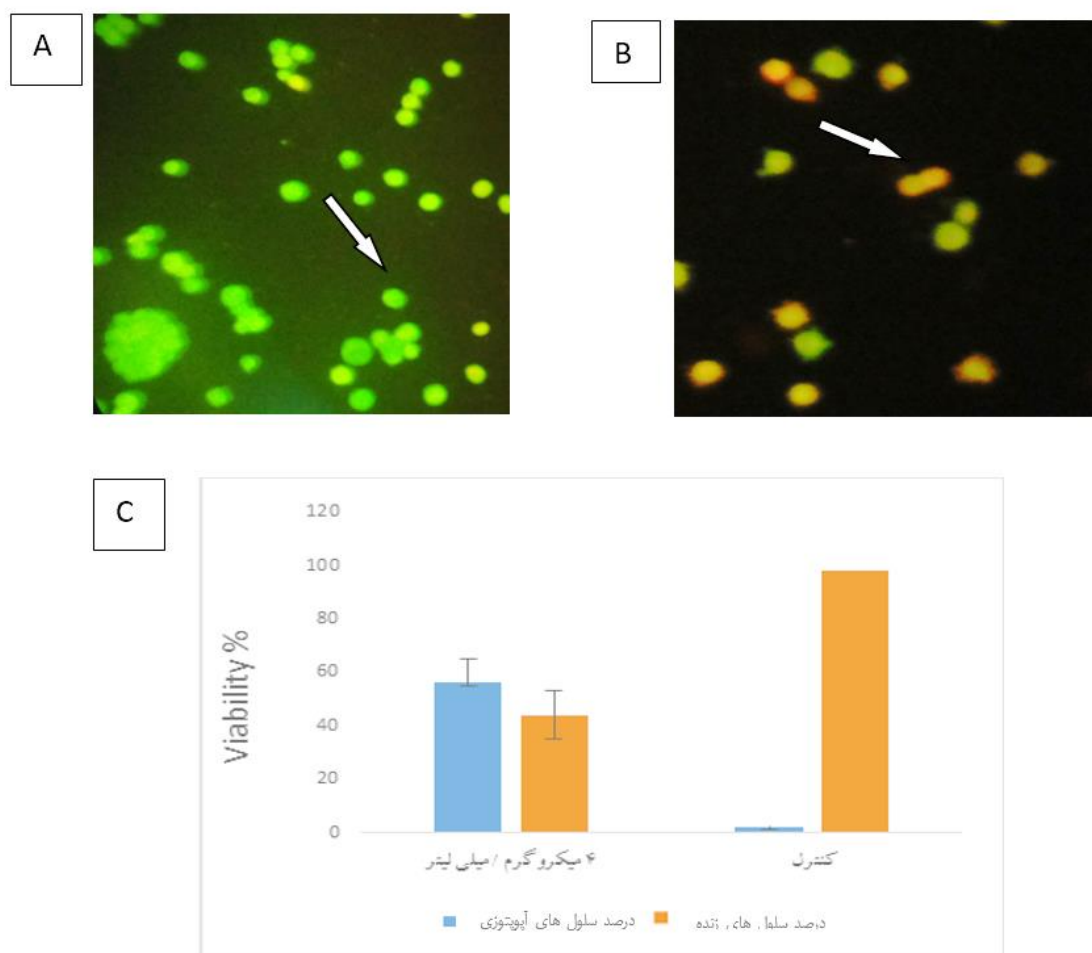 A
B
C
120
100
80
60
40
20
0
Viability %
۴ میکروگرم / میلی لیتر
کنترل
درصد سلول های آپوپتوزی
درصد سلول های زنده